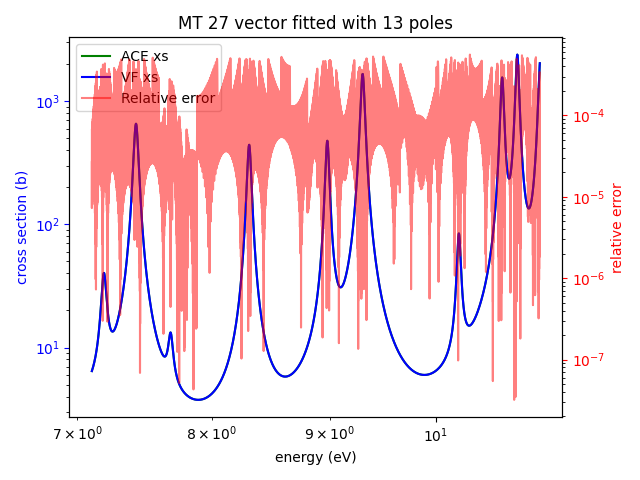 MT 27 vector fitted with 13 poles
ACE xs
VF xs
Relative error
10³
10²
10¹
cross section (b)
10⁻⁴
10⁻⁵
10⁻⁶
10⁻⁷
relative error
7 × 10⁰
8 × 10⁰
9 × 10⁰
10¹
energy (eV)